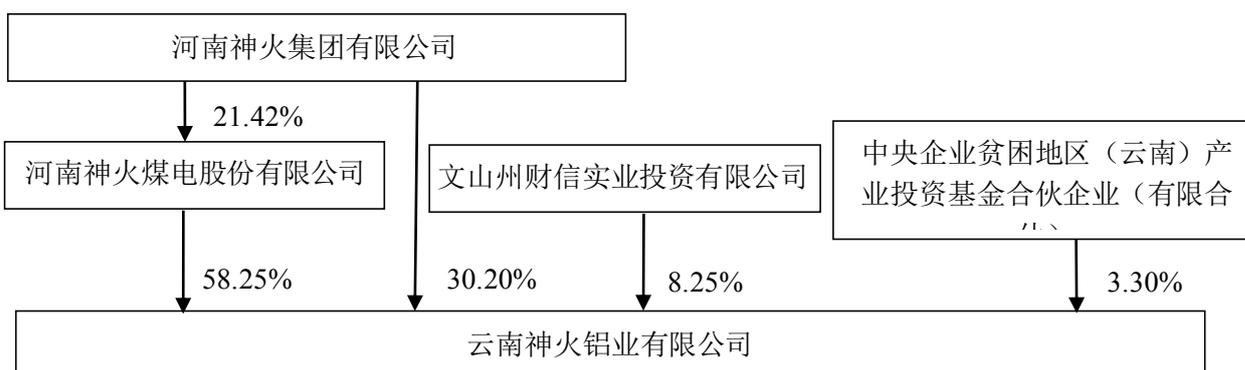 河南神火集团有限公司
21.42%
河南神火煤电股份有限公司
文山州财信实业投资有限公司
中央企业贫困地区（云南）产
业投资基金合伙企业（有限合
58.25%
30.20%
8.25%
3.30%
云南神火铝业有限公司